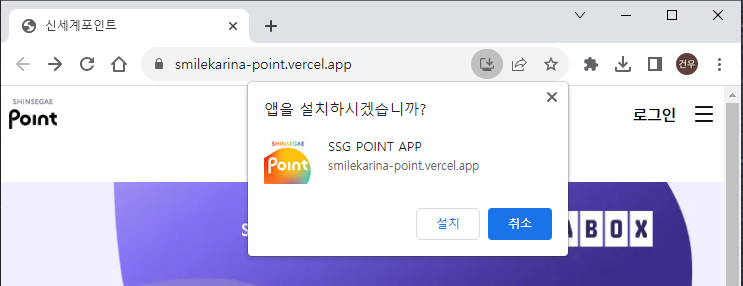 신세계포인트
smilekarina-point.vercel.app
건우
SHINSEGAE
Point
로그인
앱을 설치하시겠습니까?
SHINSEGAE
Point
SSG POINT APP
smilekarina-point.vercel.app
설치
취소
S
A B O X